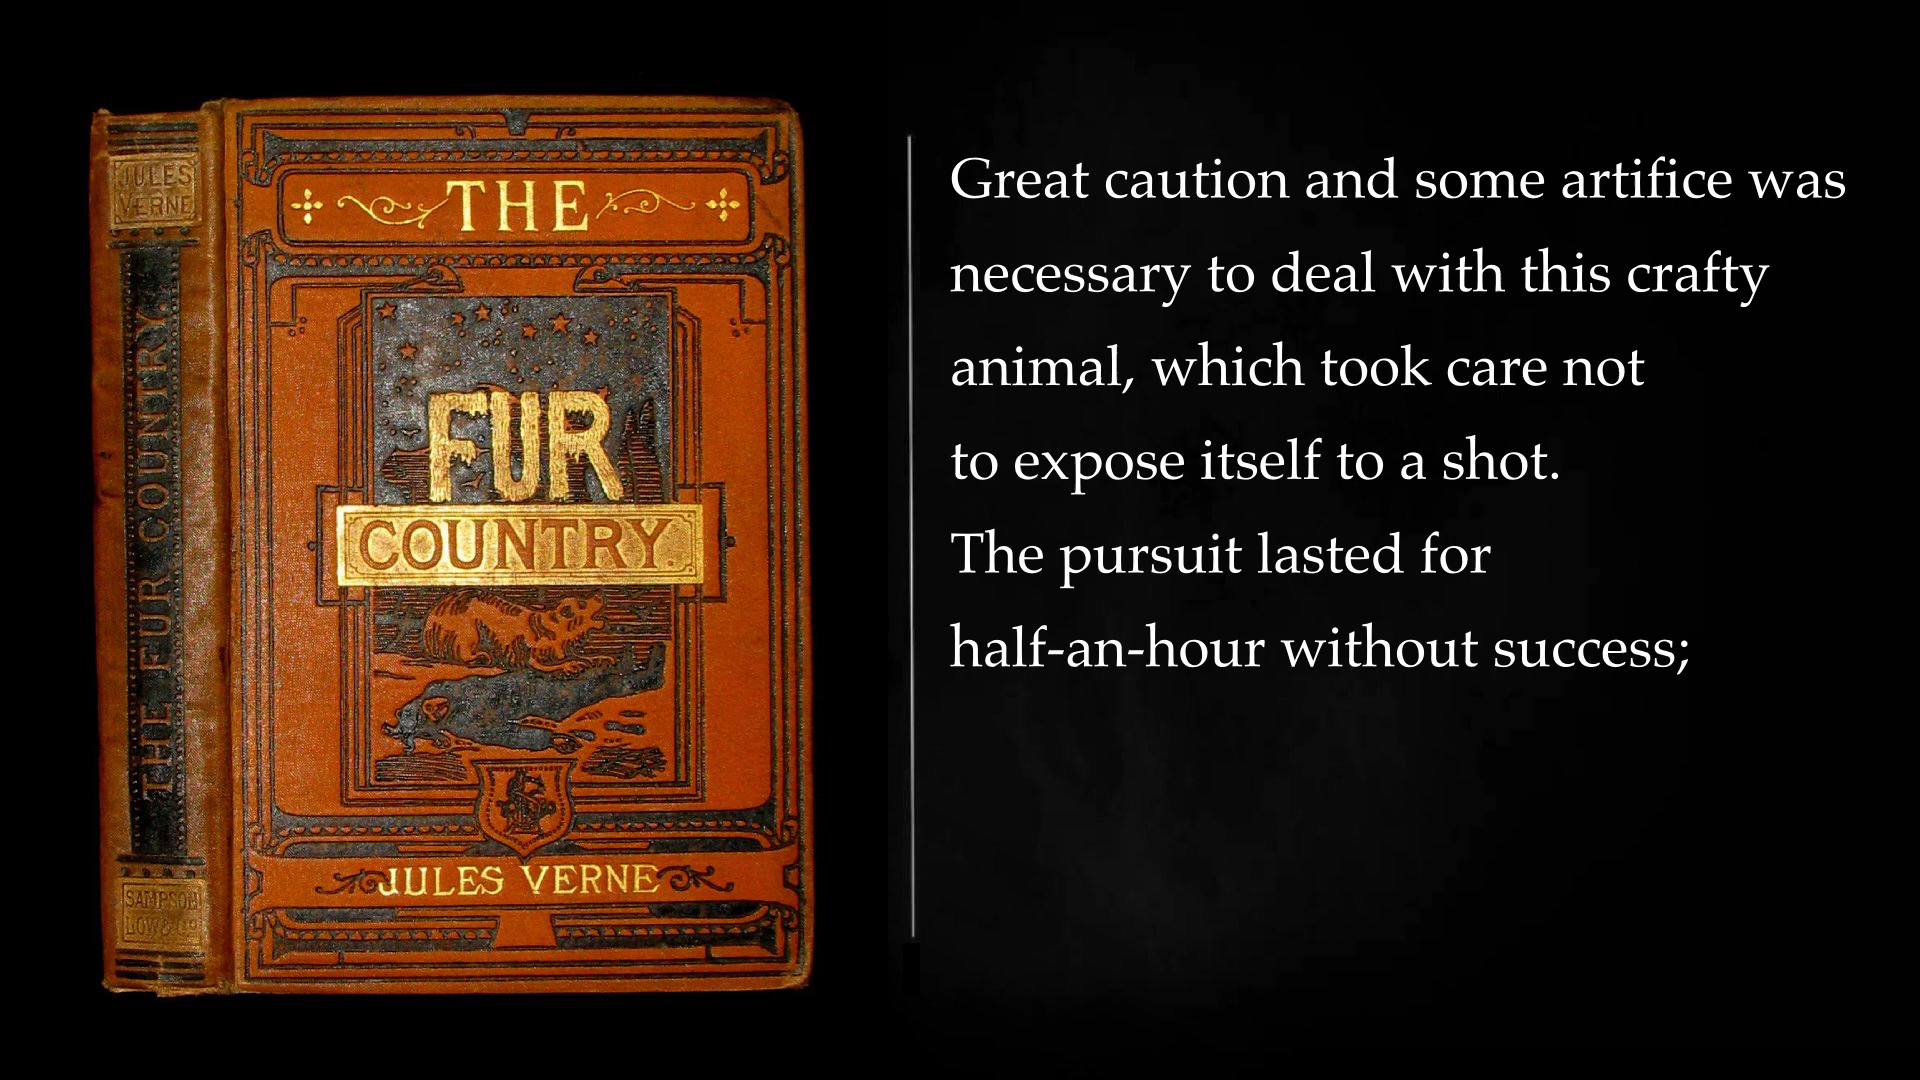 JULES
VERNE
THE FUR COUNTRY.
SAMPSON
LOW & Co
THE
FUR
COUNTRY.
JULES VERNE
Great caution and some artifice was
necessary to deal with this crafty
animal, which took care not
to expose itself to a shot.
The pursuit lasted for
half-an-hour without success;